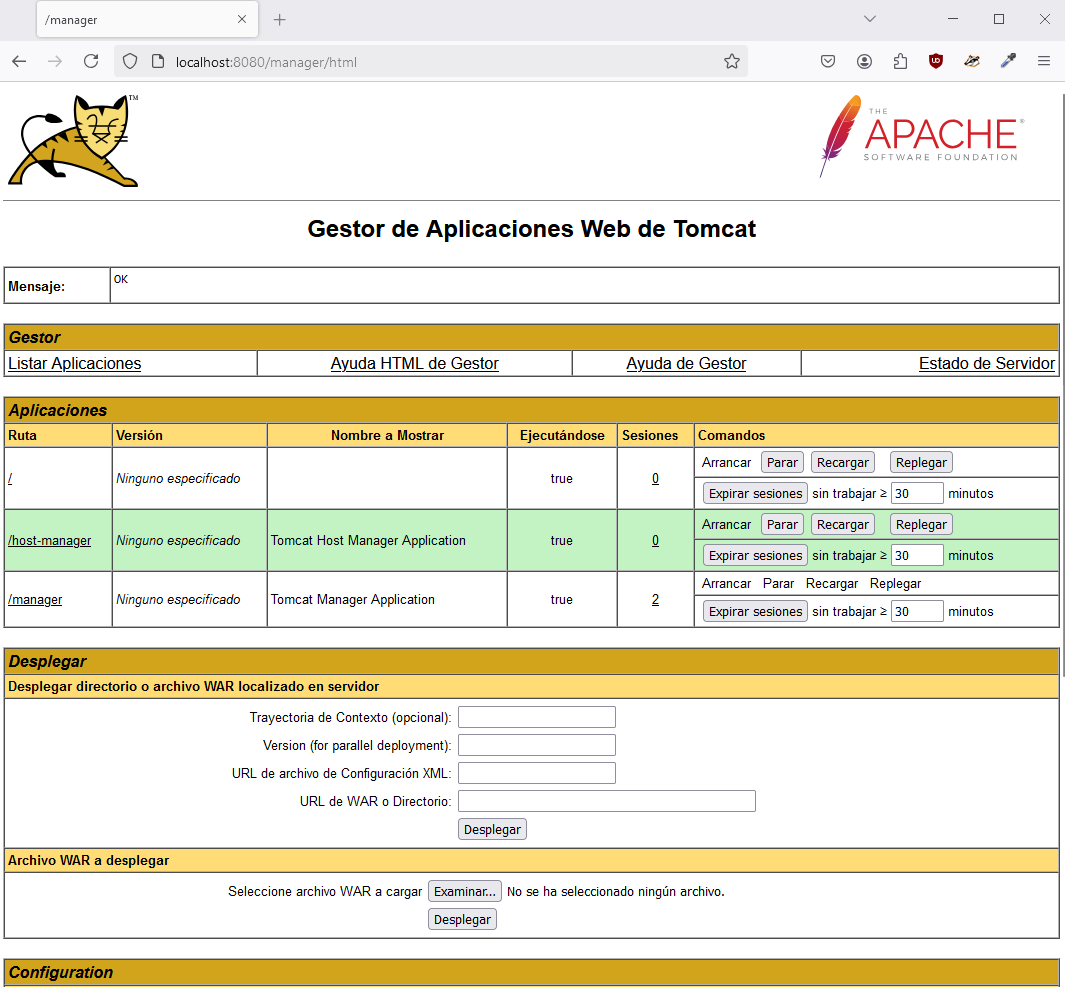 /manager
localhost:8080/manager/html
TM
THE
APACHE®
SOFTWARE FOUNDATION
Gestor de Aplicaciones Web de Tomcat
Mensaje: OK
Gestor
Listar Aplicaciones Ayuda HTML de Gestor Ayuda de Gestor Estado de Servidor
Aplicaciones
Ruta Versión Nombre a Mostrar Ejecutándose Sesiones Comandos
/ Ninguno especificado true 0 Arrancar Parar Recargar Replegar
Expirar sesiones sin trabajar ≥ 30 minutos
/host-manager Ninguno especificado Tomcat Host Manager Application true 0 Arrancar Parar Recargar Replegar
Expirar sesiones sin trabajar ≥ 30 minutos
/manager Ninguno especificado Tomcat Manager Application true 2 Arrancar Parar Recargar Replegar
Expirar sesiones sin trabajar ≥ 30 minutos
Desplegar
Desplegar directorio o archivo WAR localizado en servidor
Trayectoria de Contexto (opcional):
Version (for parallel deployment):
URL de archivo de Configuración XML:
URL de WAR o Directorio:
Desplegar
Archivo WAR a desplegar
Seleccione archivo WAR a cargar Examinar... No se ha seleccionado ningún archivo.
Desplegar
Configuration